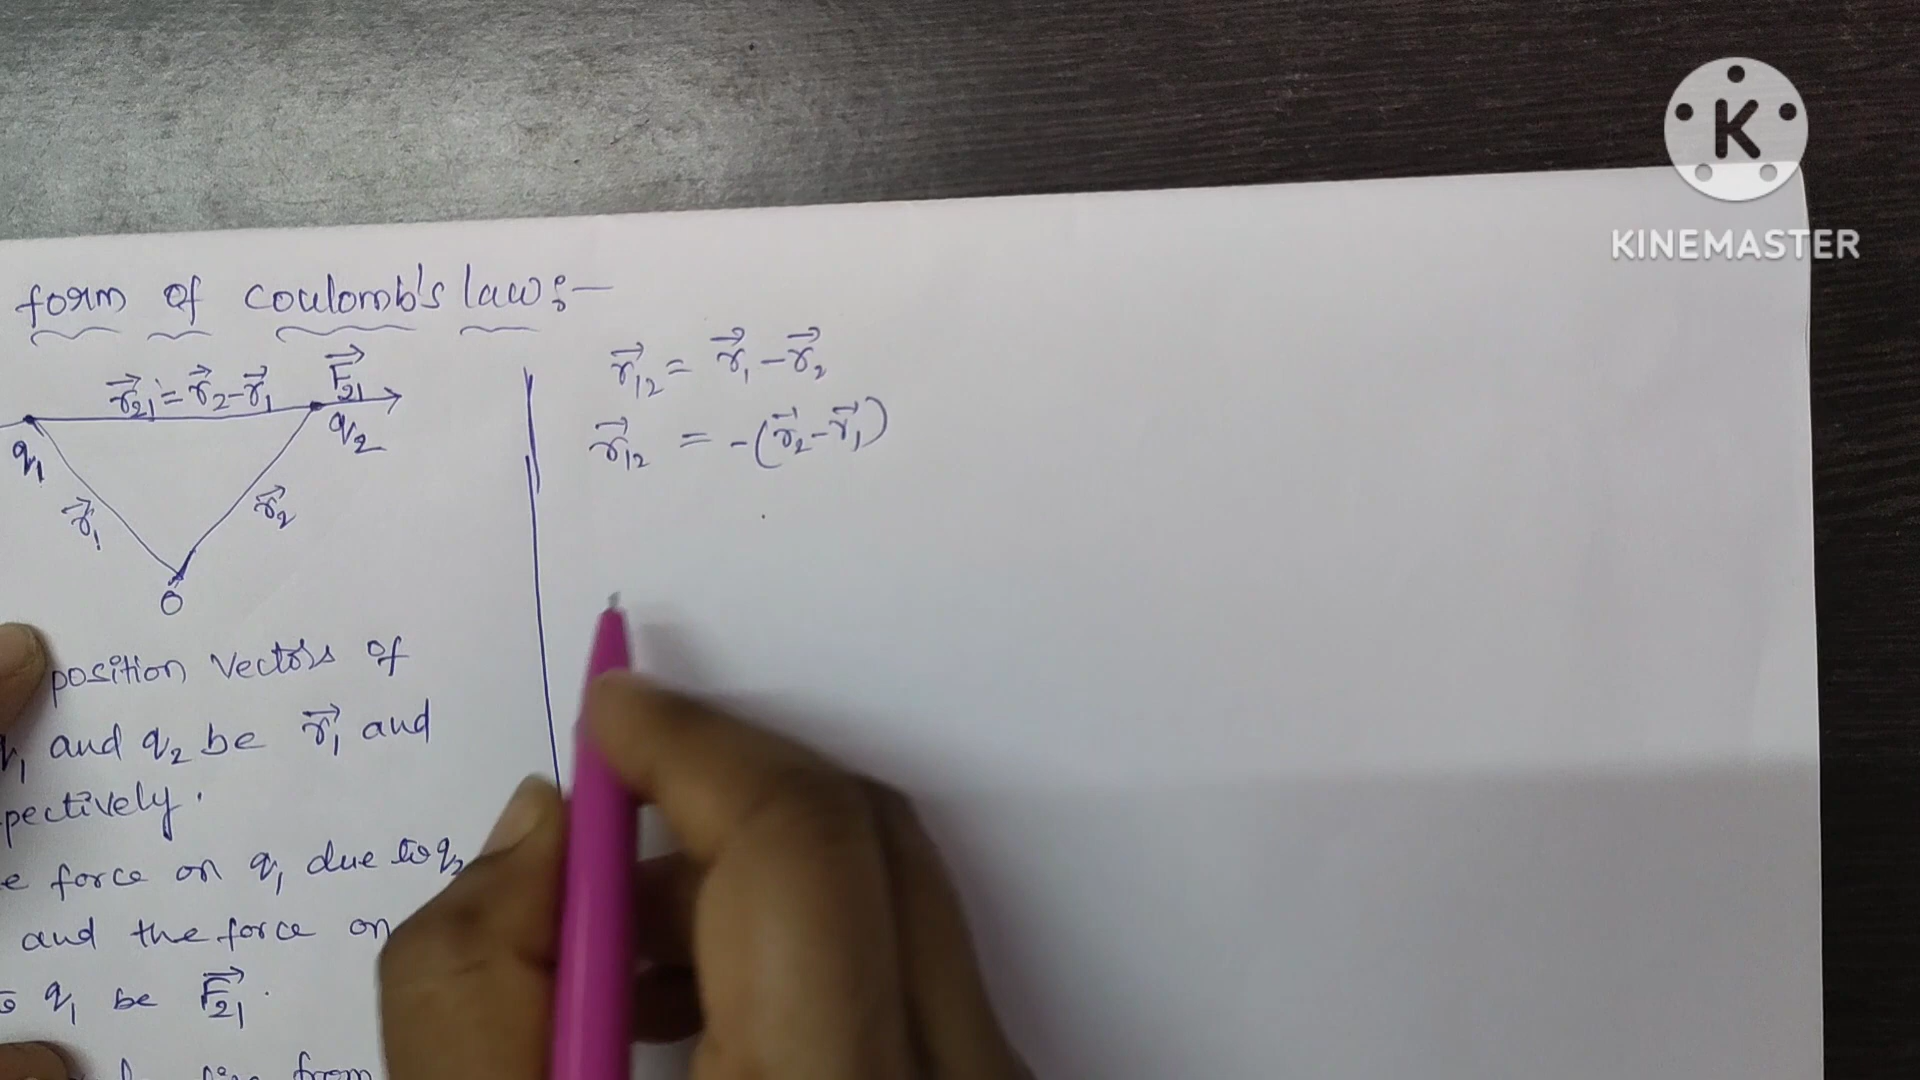 form of Coulomb's law:-
r⃗₂₁ = r⃗₂ - r⃗₁
F⃗₂₁
q₁
q₂
r⃗₁
r⃗₂
O
position vectors of
q₁ and q₂ be r⃗₁ and
pectively.
e force on q₁ due to q₂
and the force on
q₁ be F⃗₂₁.
from
r⃗₁₂ = r⃗₁ - r⃗₂
r⃗₁₂ = -(r⃗₂ - r⃗₁)
K
KINEMASTER